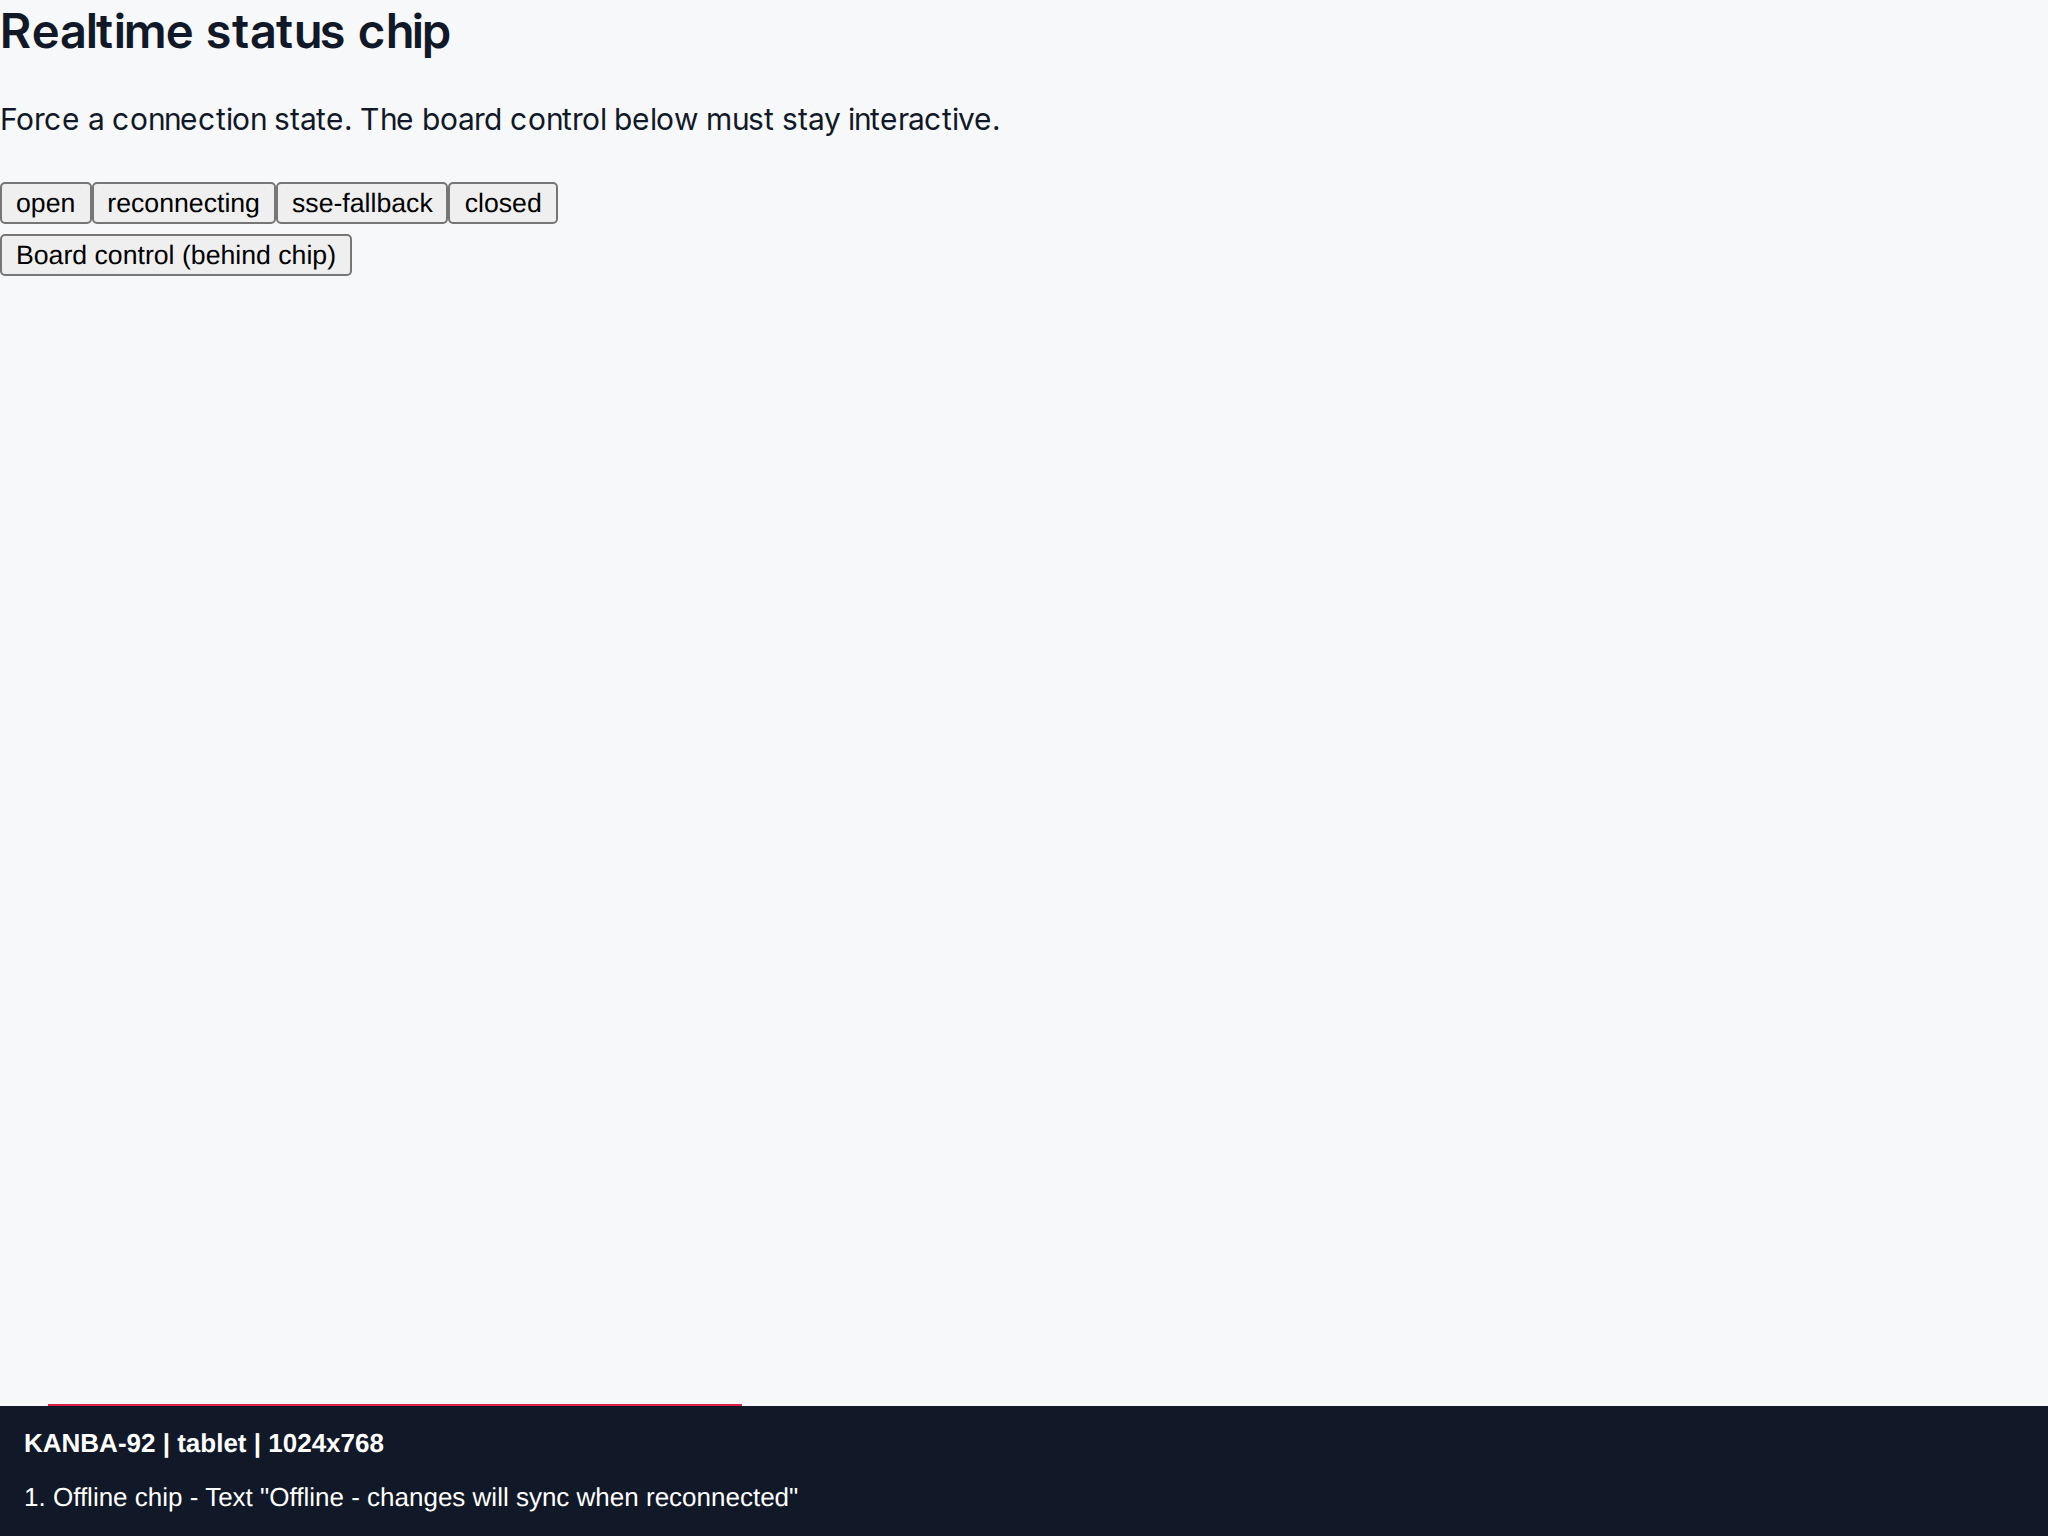 Realtime status chip
Force a connection state. The board control below must stay interactive.
open reconnecting sse-fallback closed
Board control (behind chip)
KANBA-92 | tablet | 1024x768
1. Offline chip - Text "Offline - changes will sync when reconnected"